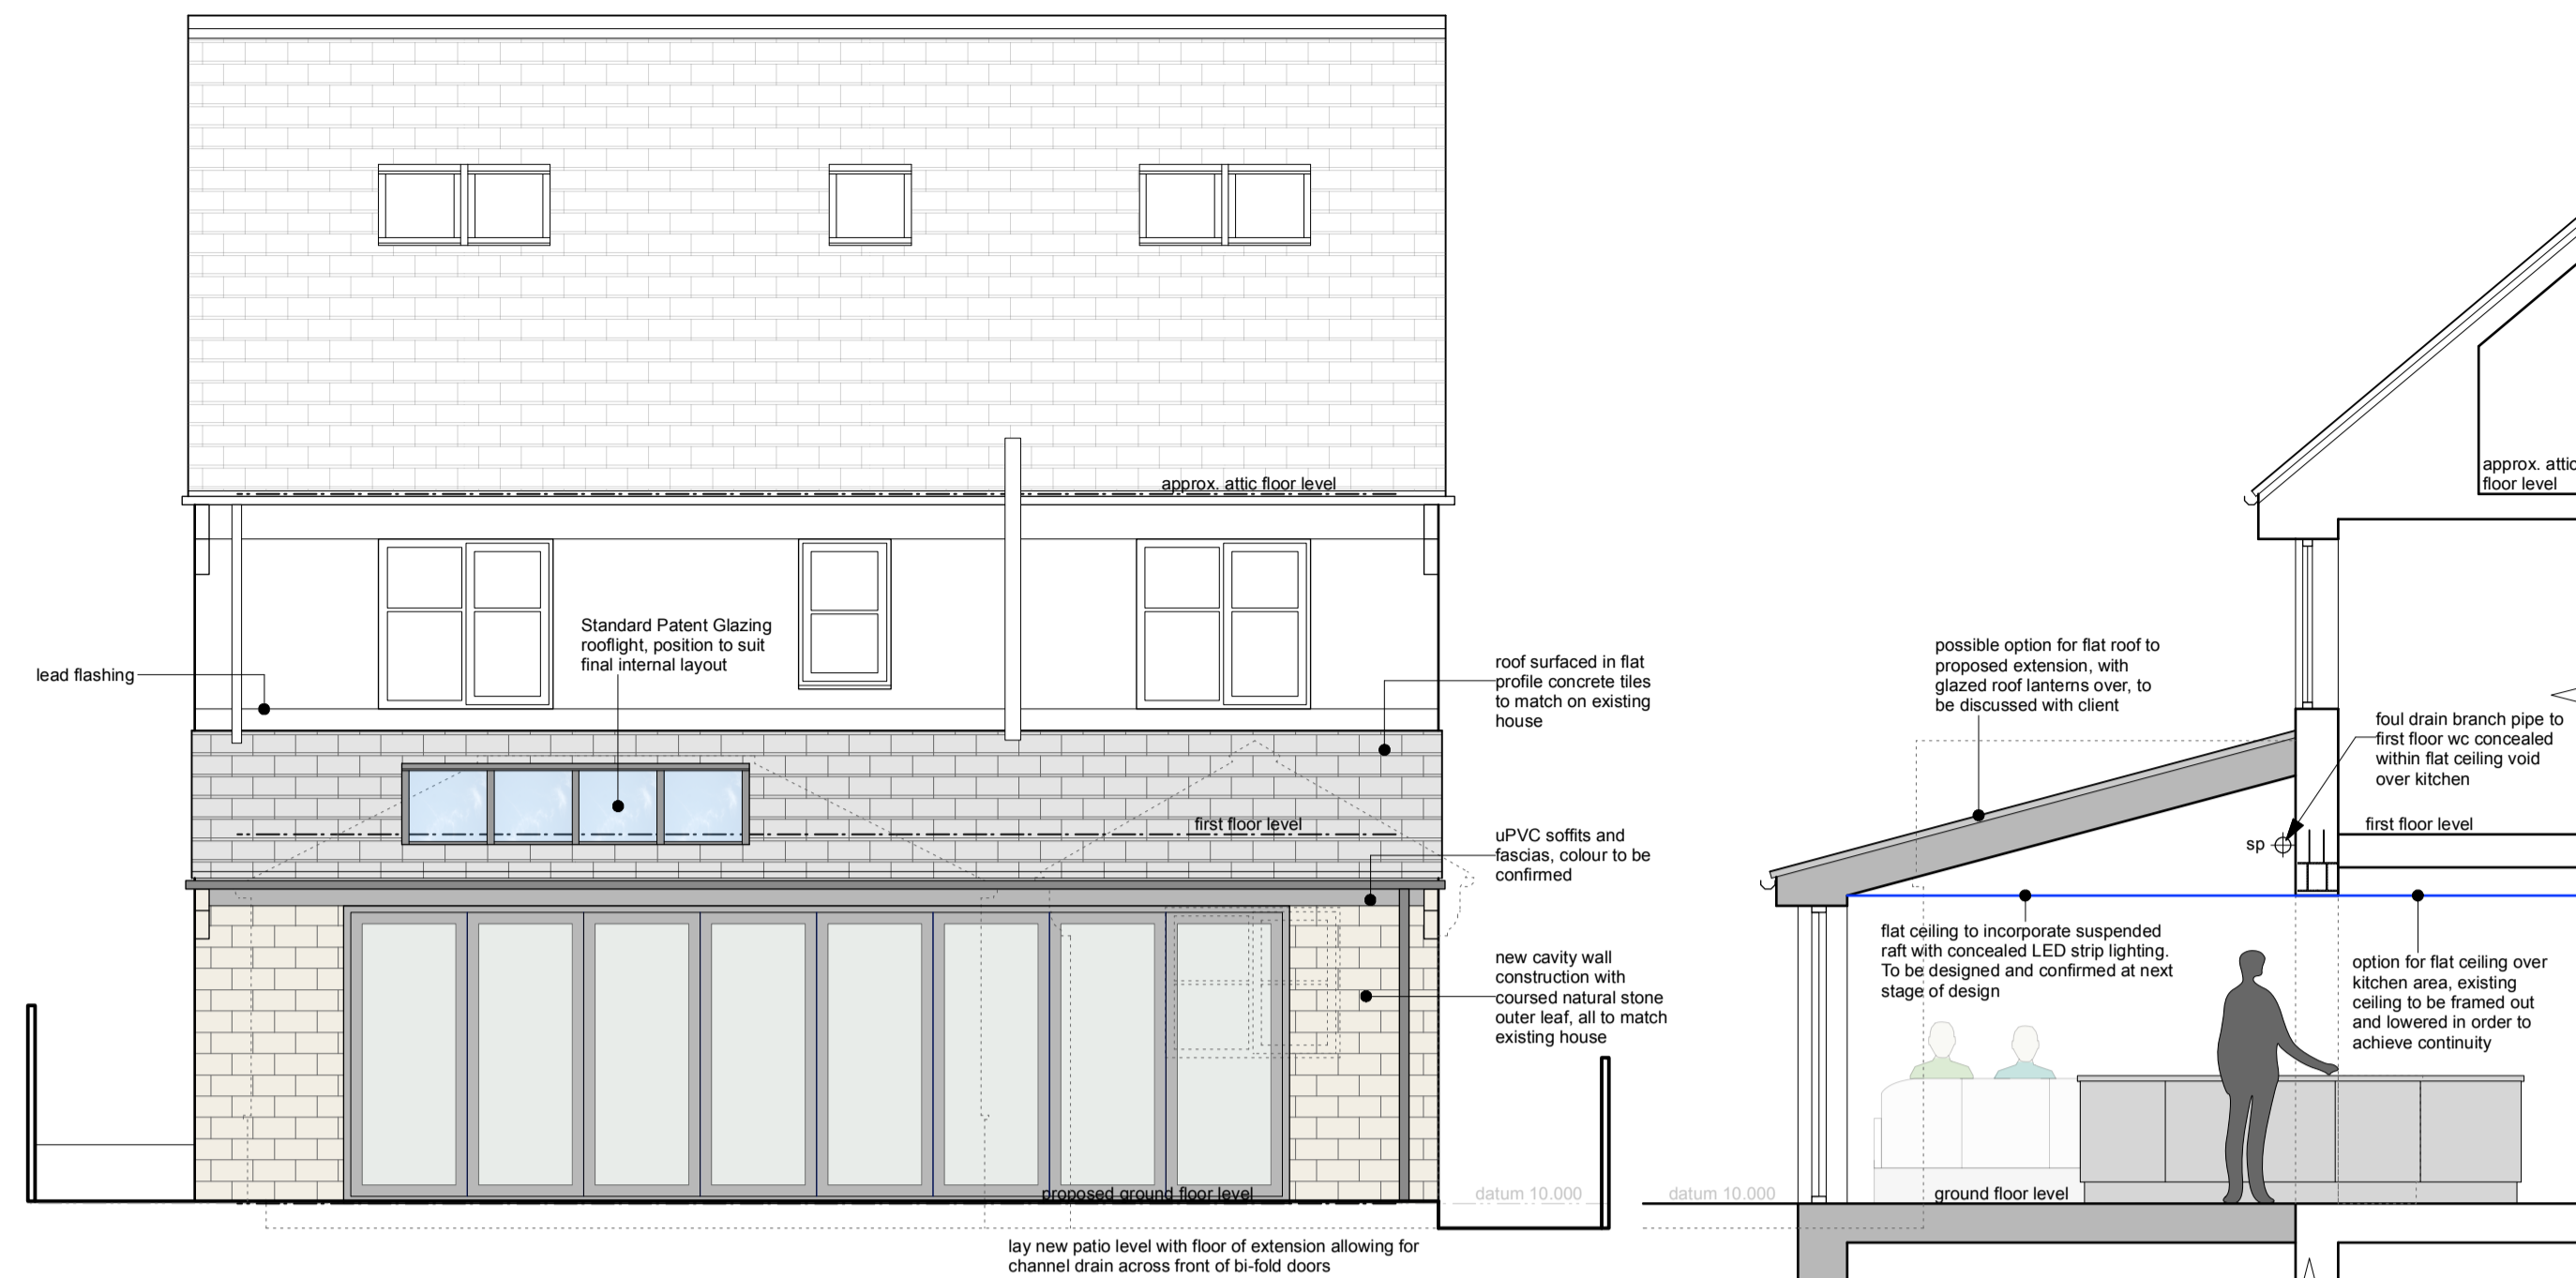 approx. attic floor level
Standard Patent Glazing
rooflight, position to suit
final internal layout
lead flashing
roof surfaced in flat
profile concrete tiles
to match on existing
house
first floor level
uPVC soffits and
fascias, colour to be
confirmed
new cavity wall
construction with
coursed natural stone
outer leaf, all to match
existing house
proposed ground floor level
datum 10.000
lay new patio level with floor of extension allowing for
channel drain across front of bi-fold doors
approx. attic
floor level
possible option for flat roof to
proposed extension, with
glazed roof lanterns over, to
be discussed with client
foul drain branch pipe to
first floor wc concealed
within flat ceiling void
over kitchen
first floor level
sp
flat ceiling to incorporate suspended
raft with concealed LED strip lighting.
To be designed and confirmed at next
stage of design
option for flat ceiling over
kitchen area, existing
ceiling to be framed out
and lowered in order to
achieve continuity
datum 10.000
ground floor level